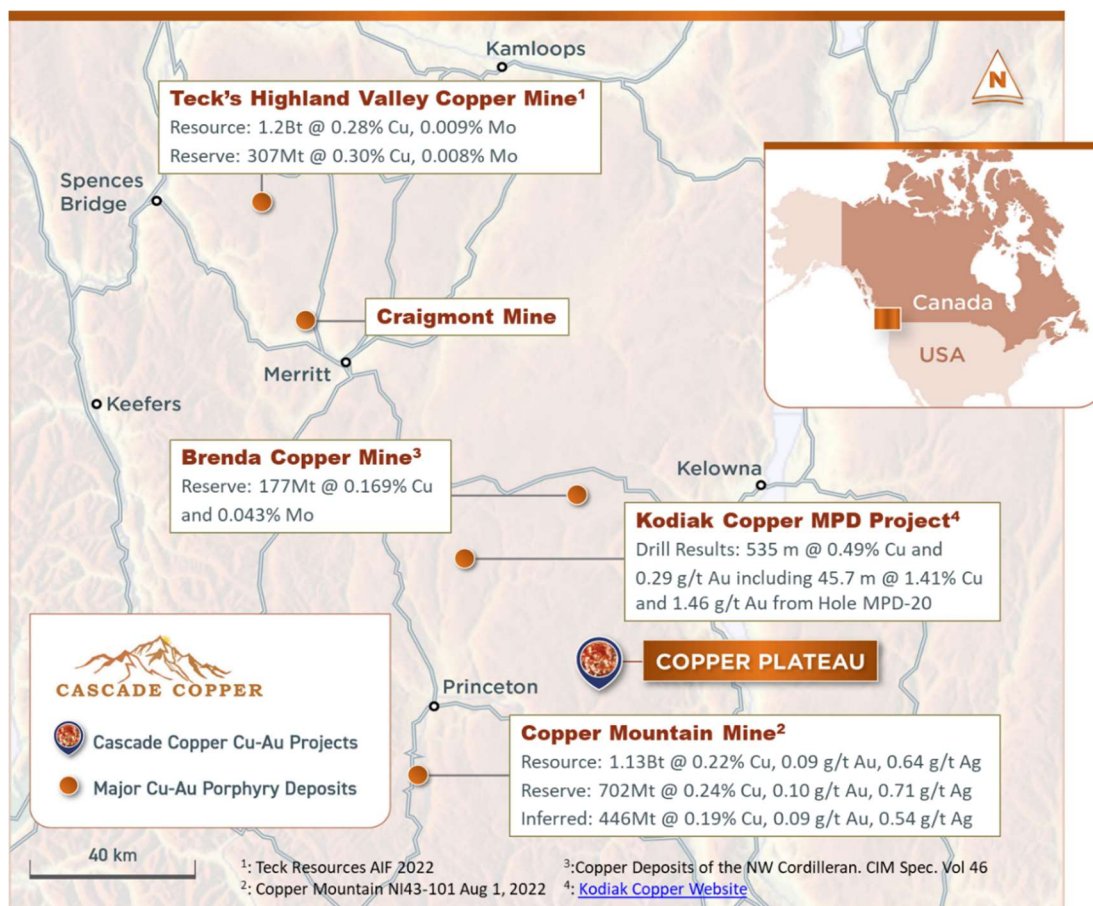 Kamloops
N
Teck's Highland Valley Copper Mine¹
Resource: 1.2Bt @ 0.28% Cu, 0.009% Mo
Reserve: 307Mt @ 0.30% Cu, 0.008% Mo
Spences
Bridge
Canada
USA
Craigmont Mine
Merritt
Keefers
Brenda Copper Mine³
Reserve: 177Mt @ 0.169% Cu
and 0.043% Mo
Kelowna
Kodiak Copper MPD Project⁴
Drill Results: 535 m @ 0.49% Cu and
0.29 g/t Au including 45.7 m @ 1.41% Cu
and 1.46 g/t Au from Hole MPD-20
COPPER PLATEAU
CASCADE COPPER
Cascade Copper Cu-Au Projects
Major Cu-Au Porphyry Deposits
Princeton
Copper Mountain Mine²
Resource: 1.13Bt @ 0.22% Cu, 0.09 g/t Au, 0.64 g/t Ag
Reserve: 702Mt @ 0.24% Cu, 0.10 g/t Au, 0.71 g/t Ag
Inferred: 446Mt @ 0.19% Cu, 0.09 g/t Au, 0.54 g/t Ag
40 km
¹: Teck Resources AIF 2022
²: Copper Mountain NI43-101 Aug 1, 2022
³:Copper Deposits of the NW Cordilleran. CIM Spec. Vol 46
⁴: Kodiak Copper Website